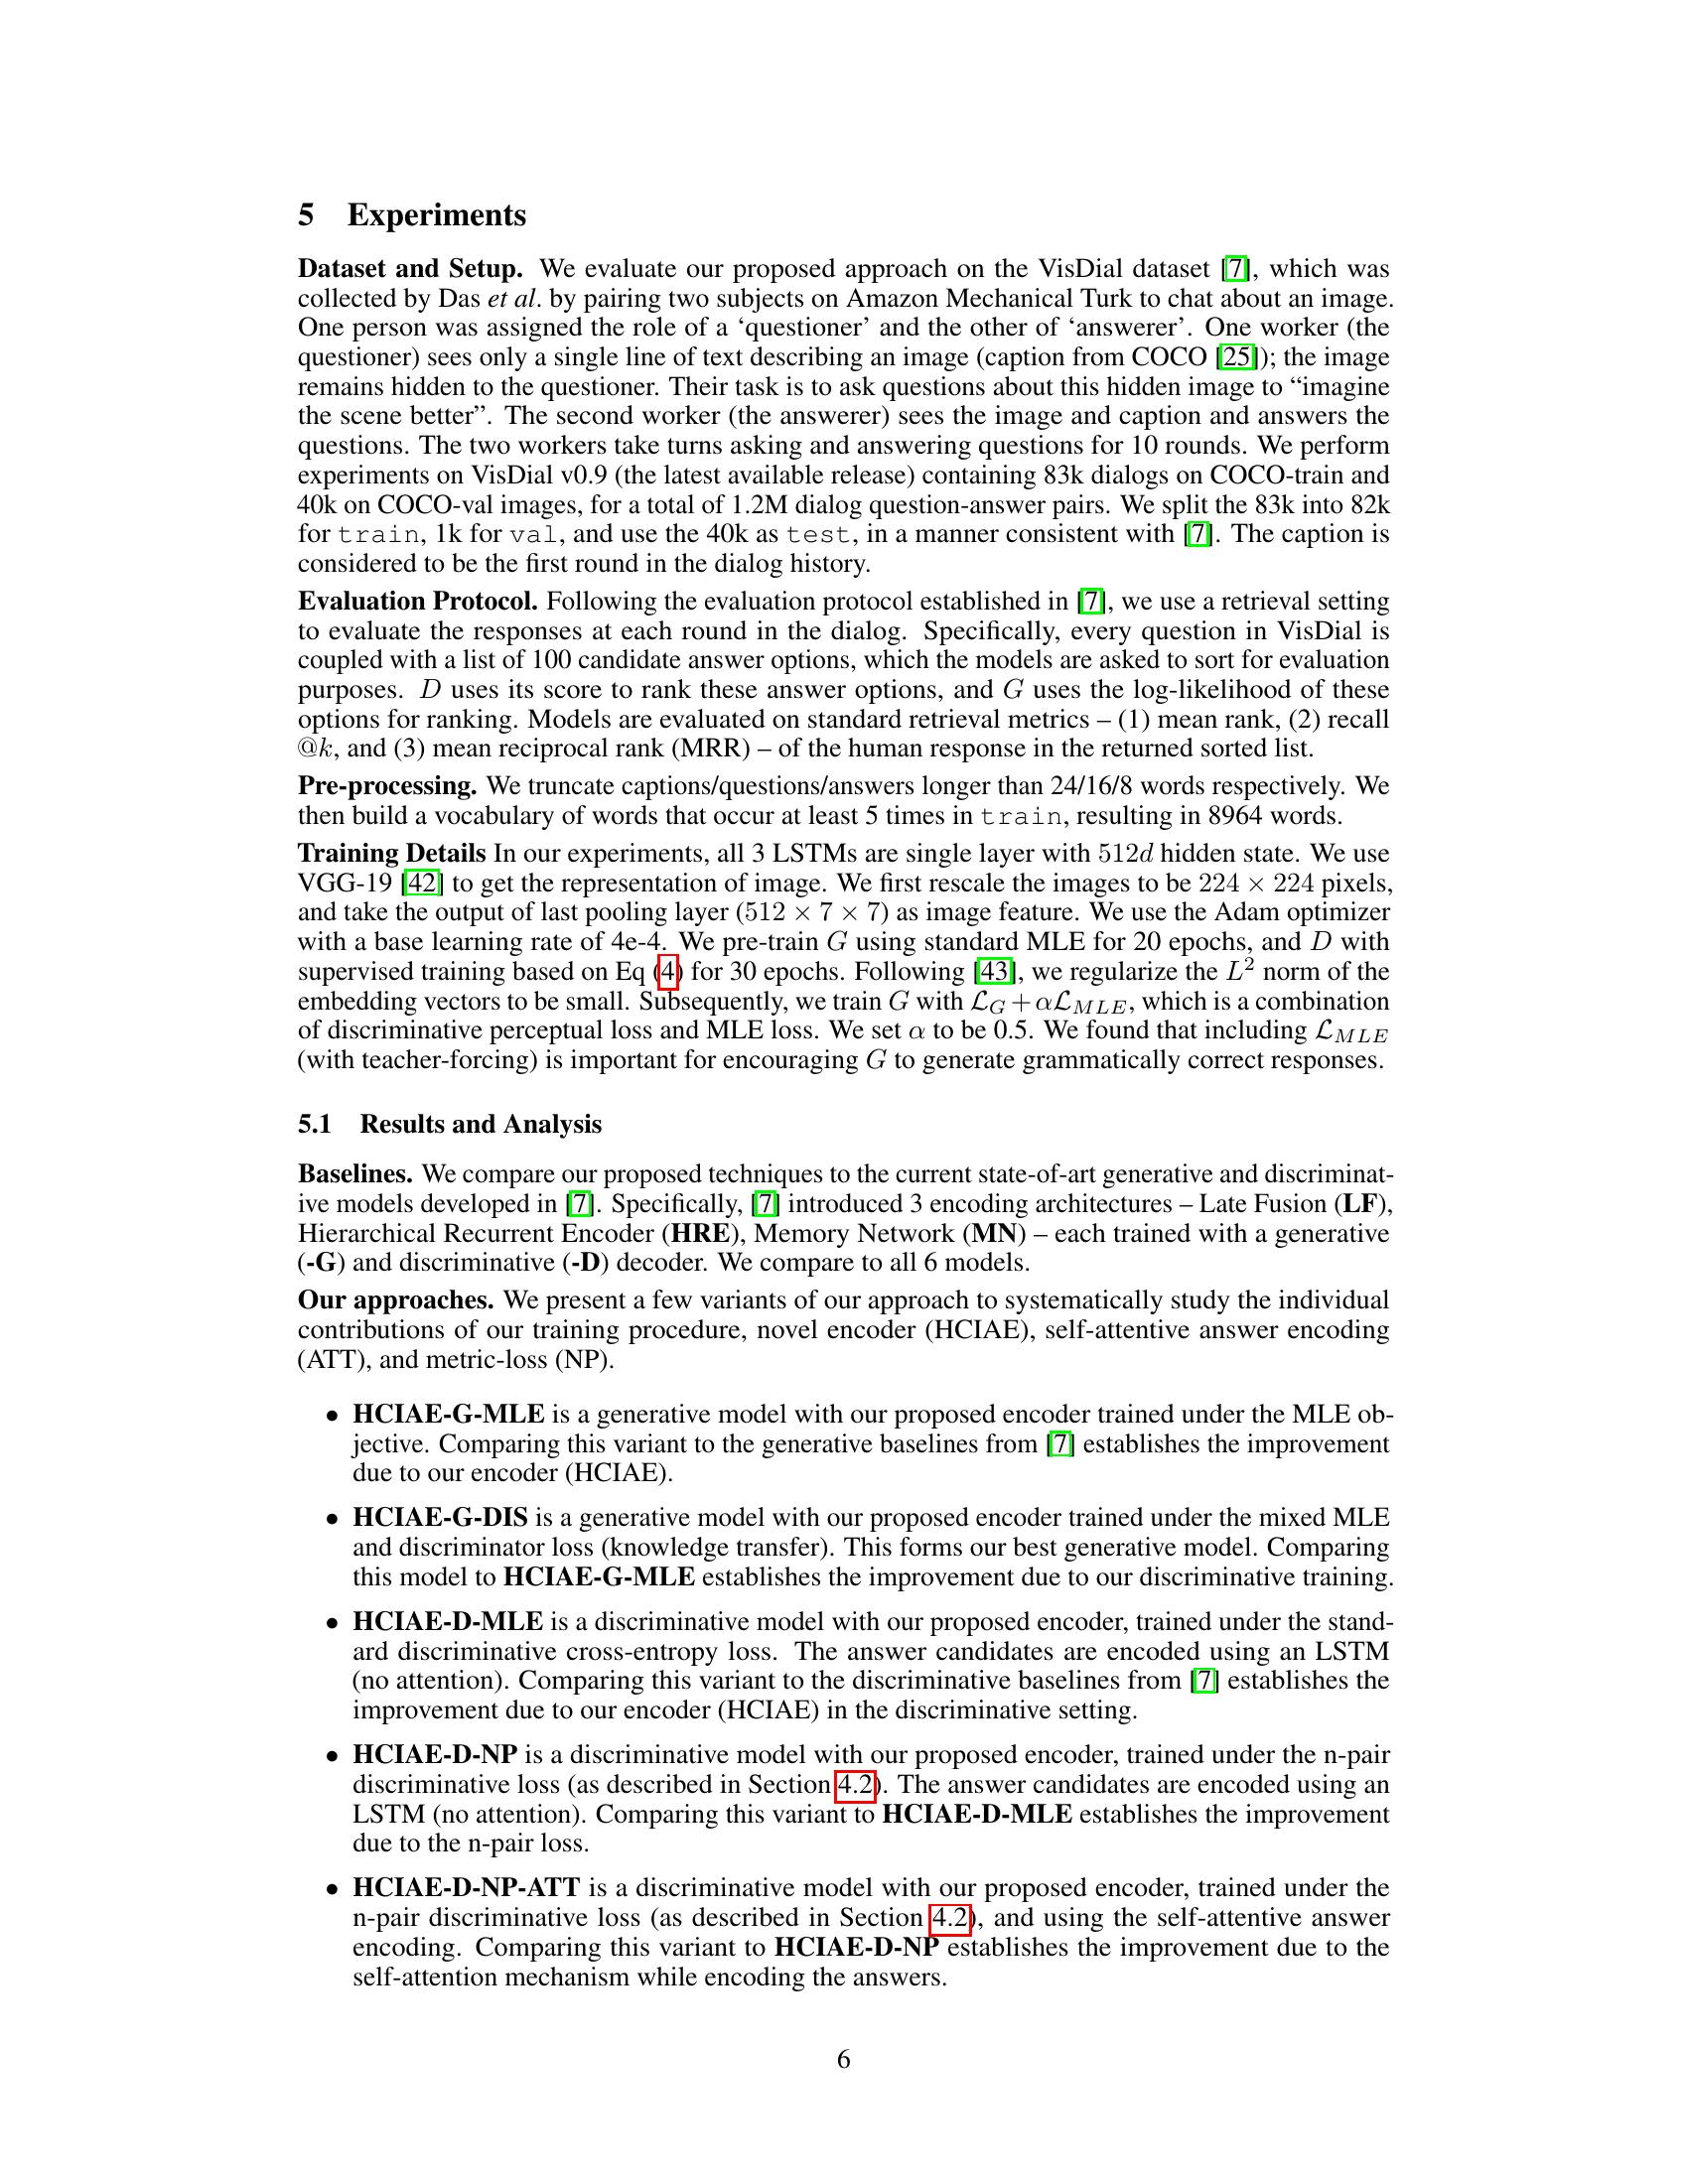 5 Experiments
Dataset and Setup. We evaluate our proposed approach on the VisDial dataset [7], which was
collected by Das et al. by pairing two subjects on Amazon Mechanical Turk to chat about an image.
One person was assigned the role of a ‘questioner’ and the other of ‘answerer’. One worker (the
questioner) sees only a single line of text describing an image (caption from COCO [25]); the image
remains hidden to the questioner. Their task is to ask questions about this hidden image to “imagine
the scene better”. The second worker (the answerer) sees the image and caption and answers the
questions. The two workers take turns asking and answering questions for 10 rounds. We perform
experiments on VisDial v0.9 (the latest available release) containing 83k dialogs on COCO-train and
40k on COCO-val images, for a total of 1.2M dialog question-answer pairs. We split the 83k into 82k
for train, 1k for val, and use the 40k as test, in a manner consistent with [7]. The caption is
considered to be the first round in the dialog history.
Evaluation Protocol. Following the evaluation protocol established in [7], we use a retrieval setting
to evaluate the responses at each round in the dialog. Specifically, every question in VisDial is
coupled with a list of 100 candidate answer options, which the models are asked to sort for evaluation
purposes. D uses its score to rank these answer options, and G uses the log-likelihood of these
options for ranking. Models are evaluated on standard retrieval metrics – (1) mean rank, (2) recall
@k, and (3) mean reciprocal rank (MRR) – of the human response in the returned sorted list.
Pre-processing. We truncate captions/questions/answers longer than 24/16/8 words respectively. We
then build a vocabulary of words that occur at least 5 times in train, resulting in 8964 words.
Training Details In our experiments, all 3 LSTMs are single layer with 512d hidden state. We use
VGG-19 [42] to get the representation of image. We first rescale the images to be 224 × 224 pixels,
and take the output of last pooling layer (512 × 7 × 7) as image feature. We use the Adam optimizer
with a base learning rate of 4e-4. We pre-train G using standard MLE for 20 epochs, and D with
supervised training based on Eq (4) for 30 epochs. Following [43], we regularize the L² norm of the
embedding vectors to be small. Subsequently, we train G with ℒ_G + αℒ_MLE, which is a combination
of discriminative perceptual loss and MLE loss. We set α to be 0.5. We found that including ℒ_MLE
(with teacher-forcing) is important for encouraging G to generate grammatically correct responses.
5.1 Results and Analysis
Baselines. We compare our proposed techniques to the current state-of-art generative and discriminat-
ive models developed in [7]. Specifically, [7] introduced 3 encoding architectures – Late Fusion (LF),
Hierarchical Recurrent Encoder (HRE), Memory Network (MN) – each trained with a generative
(-G) and discriminative (-D) decoder. We compare to all 6 models.
Our approaches. We present a few variants of our approach to systematically study the individual
contributions of our training procedure, novel encoder (HCIAE), self-attentive answer encoding
(ATT), and metric-loss (NP).
• HCIAE-G-MLE is a generative model with our proposed encoder trained under the MLE ob-
jective. Comparing this variant to the generative baselines from [7] establishes the improvement
due to our encoder (HCIAE).
• HCIAE-G-DIS is a generative model with our proposed encoder trained under the mixed MLE
and discriminator loss (knowledge transfer). This forms our best generative model. Comparing
this model to HCIAE-G-MLE establishes the improvement due to our discriminative training.
• HCIAE-D-MLE is a discriminative model with our proposed encoder, trained under the stand-
ard discriminative cross-entropy loss. The answer candidates are encoded using an LSTM
(no attention). Comparing this variant to the discriminative baselines from [7] establishes the
improvement due to our encoder (HCIAE) in the discriminative setting.
• HCIAE-D-NP is a discriminative model with our proposed encoder, trained under the n-pair
discriminative loss (as described in Section 4.2). The answer candidates are encoded using an
LSTM (no attention). Comparing this variant to HCIAE-D-MLE establishes the improvement
due to the n-pair loss.
• HCIAE-D-NP-ATT is a discriminative model with our proposed encoder, trained under the
n-pair discriminative loss (as described in Section 4.2), and using the self-attentive answer
encoding. Comparing this variant to HCIAE-D-NP establishes the improvement due to the
self-attention mechanism while encoding the answers.
6